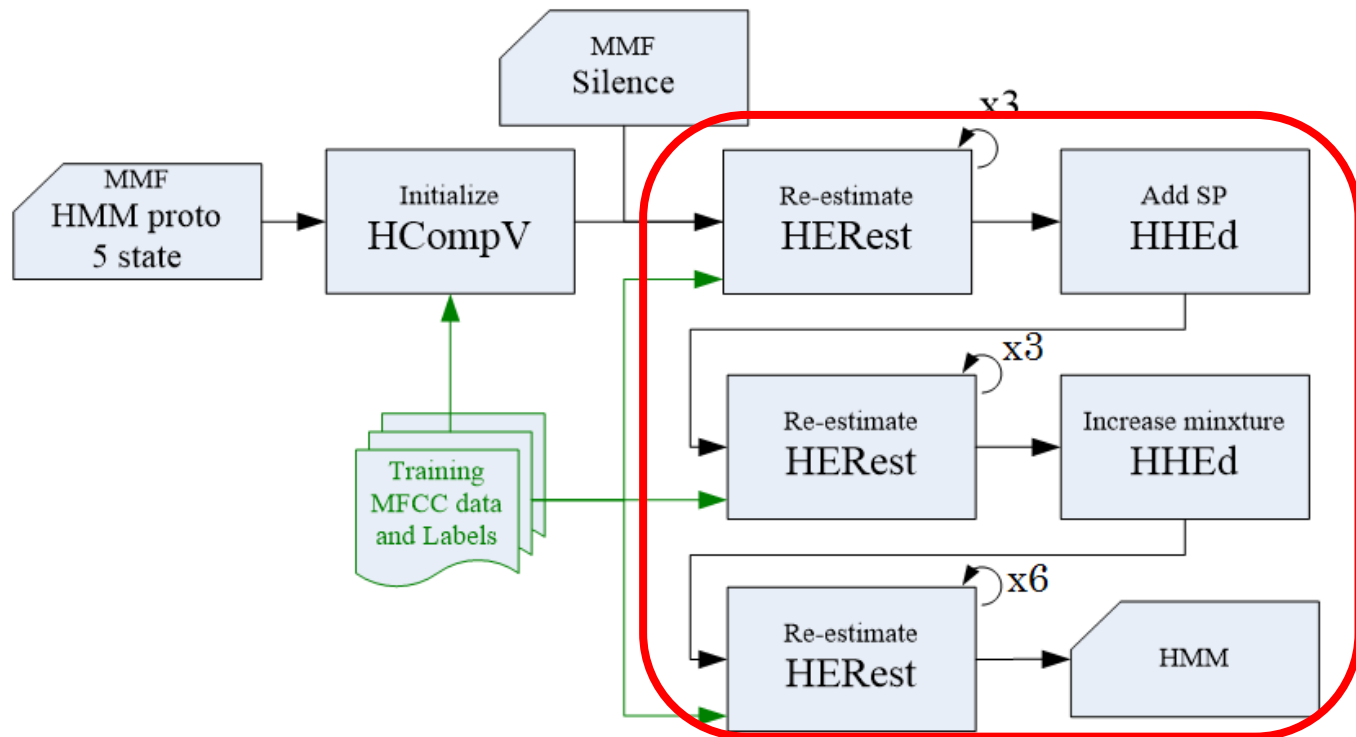 MMF
Silence
x3
MMF
HMM proto
5 state
Initialize
HCompV
Re-estimate
HERest
Add SP
HHEd
x3
Training
MFCC data
and Labels
Re-estimate
HERest
Increase minxture
HHEd
x6
Re-estimate
HERest
HMM